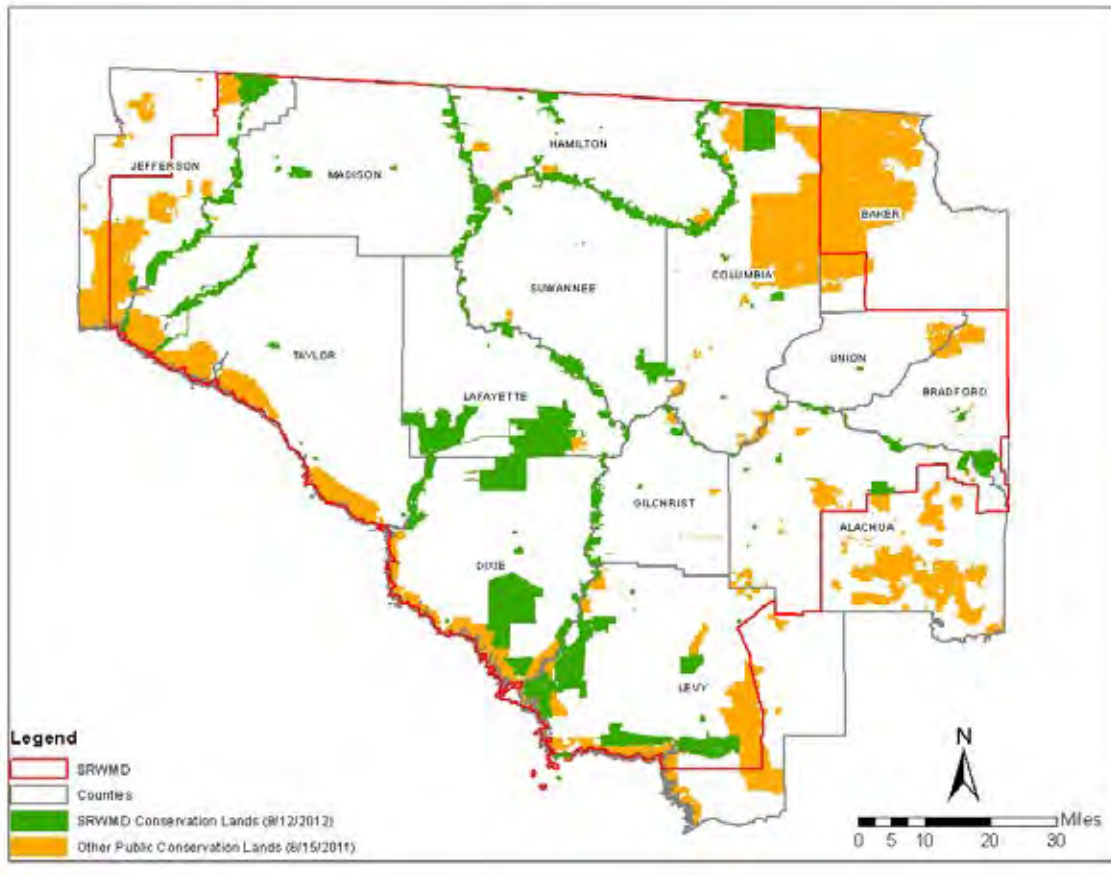 HAMILTON
JEFFERSON
MADISON
BAKER
COLUMBIA
SUWANNEE
TAYLOR
UNION
LAFAYETTE
BRADFORD
GILCHRIST
ALACHUA
DIXIE
LEVY
Legend
SRWMD
Counties
SRWMD Conservation Lands (9/12/2012)
Other Public Conservation Lands (8/15/2011)
N
Miles
0 5 10 20 30